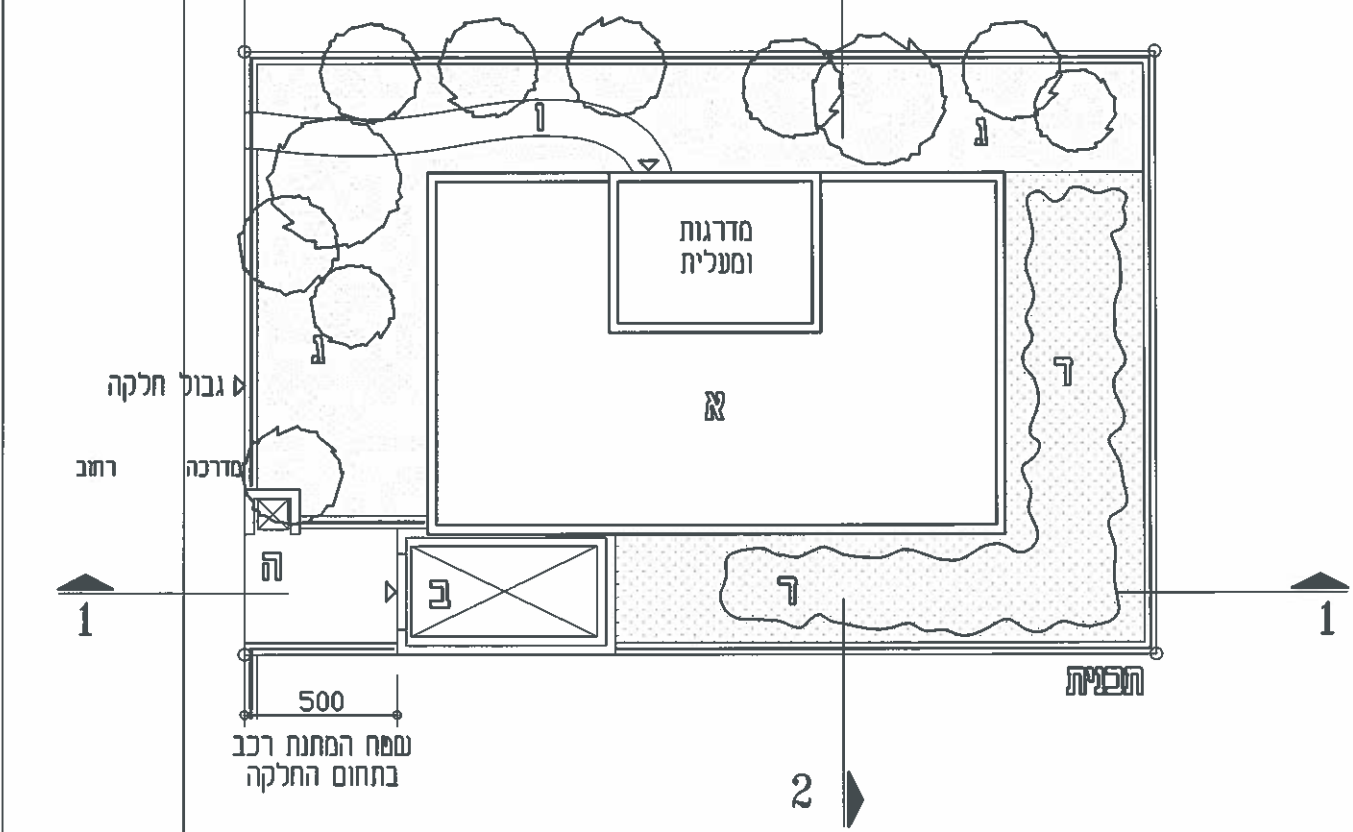 ו
ג
מדרגות
ומעלית
ד
ג
גבול חלקה
א
רחוב
מדרכה
ה
ב
ד
1
1
תכנית
500
שטח המתנת רכב
בתחום החלקה
2